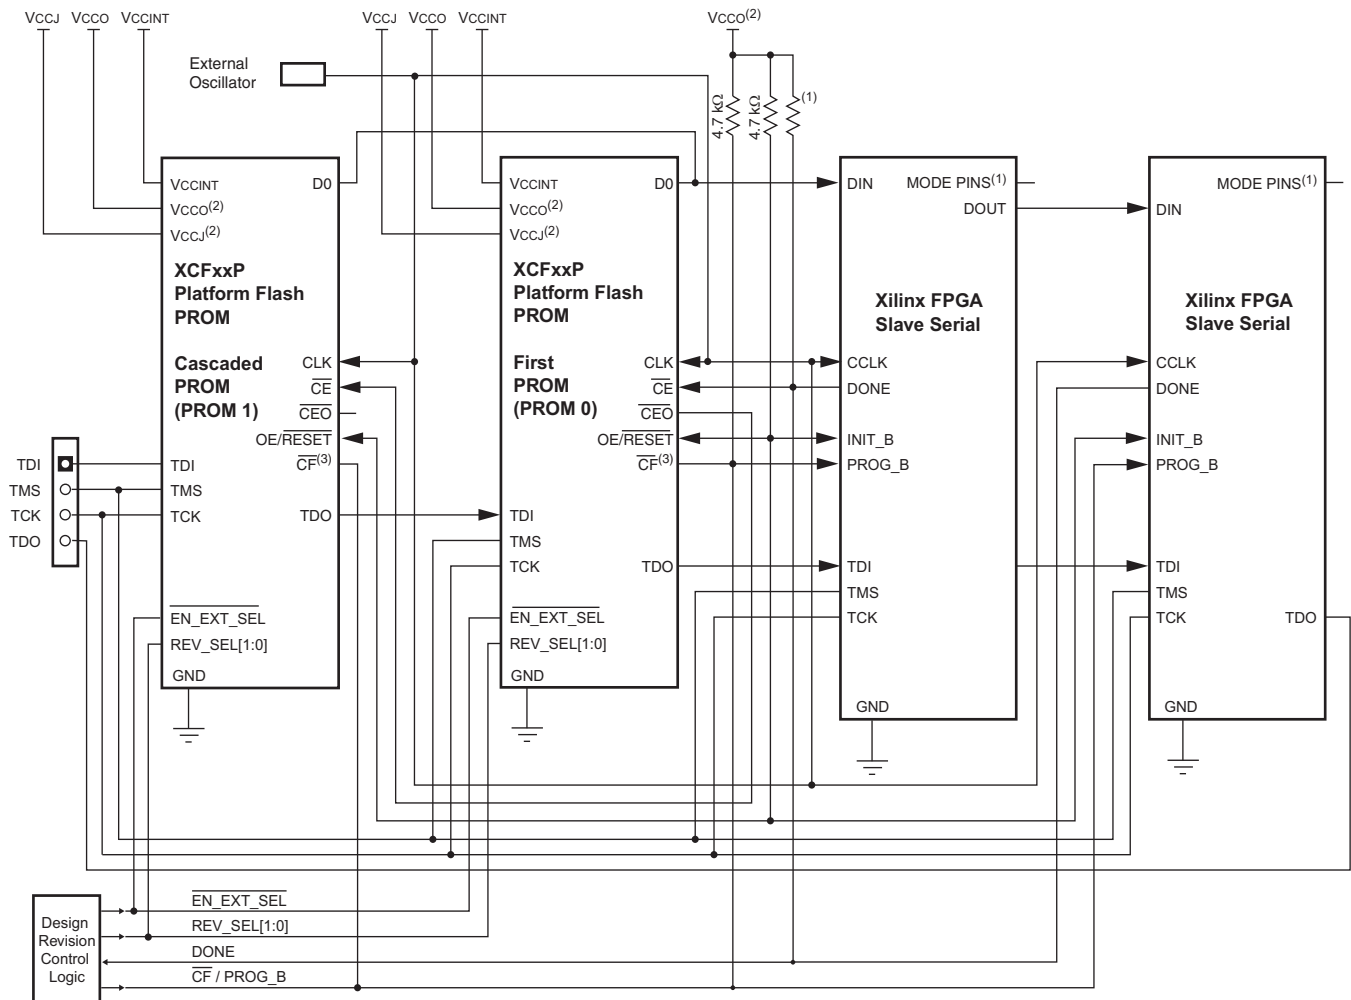 VCCJ VCCO VCCINT
VCCJ VCCO VCCINT
VCCO(2)
External
Oscillator
4.7 kΩ
4.7 kΩ
(1)
VCCINT
VCCO(2)
VCCJ(2)
D0
XCFxxP
Platform Flash
PROM
Cascaded
PROM
(PROM 1)
CLK
CE
CEO
OE/RESET
CF(3)
TDI
TMS
TCK
TDO
TDI
TMS
TCK
TDO
EN_EXT_SEL
REV_SEL[1:0]
GND
VCCINT
VCCO(2)
VCCJ(2)
D0
XCFxxP
Platform Flash
PROM
First
PROM
(PROM 0)
CLK
CE
CEO
OE/RESET
CF(3)
TDI
TMS
TCK
TDO
EN_EXT_SEL
REV_SEL[1:0]
GND
DIN
MODE PINS(1)
DOUT
Xilinx FPGA
Slave Serial
CCLK
DONE
INIT_B
PROG_B
TDI
TMS
TCK
GND
MODE PINS(1)
DIN
Xilinx FPGA
Slave Serial
CCLK
DONE
INIT_B
PROG_B
TDI
TMS
TCK
TDO
GND
Design
Revision
Control
Logic
EN_EXT_SEL
REV_SEL[1:0]
DONE
CF / PROG_B